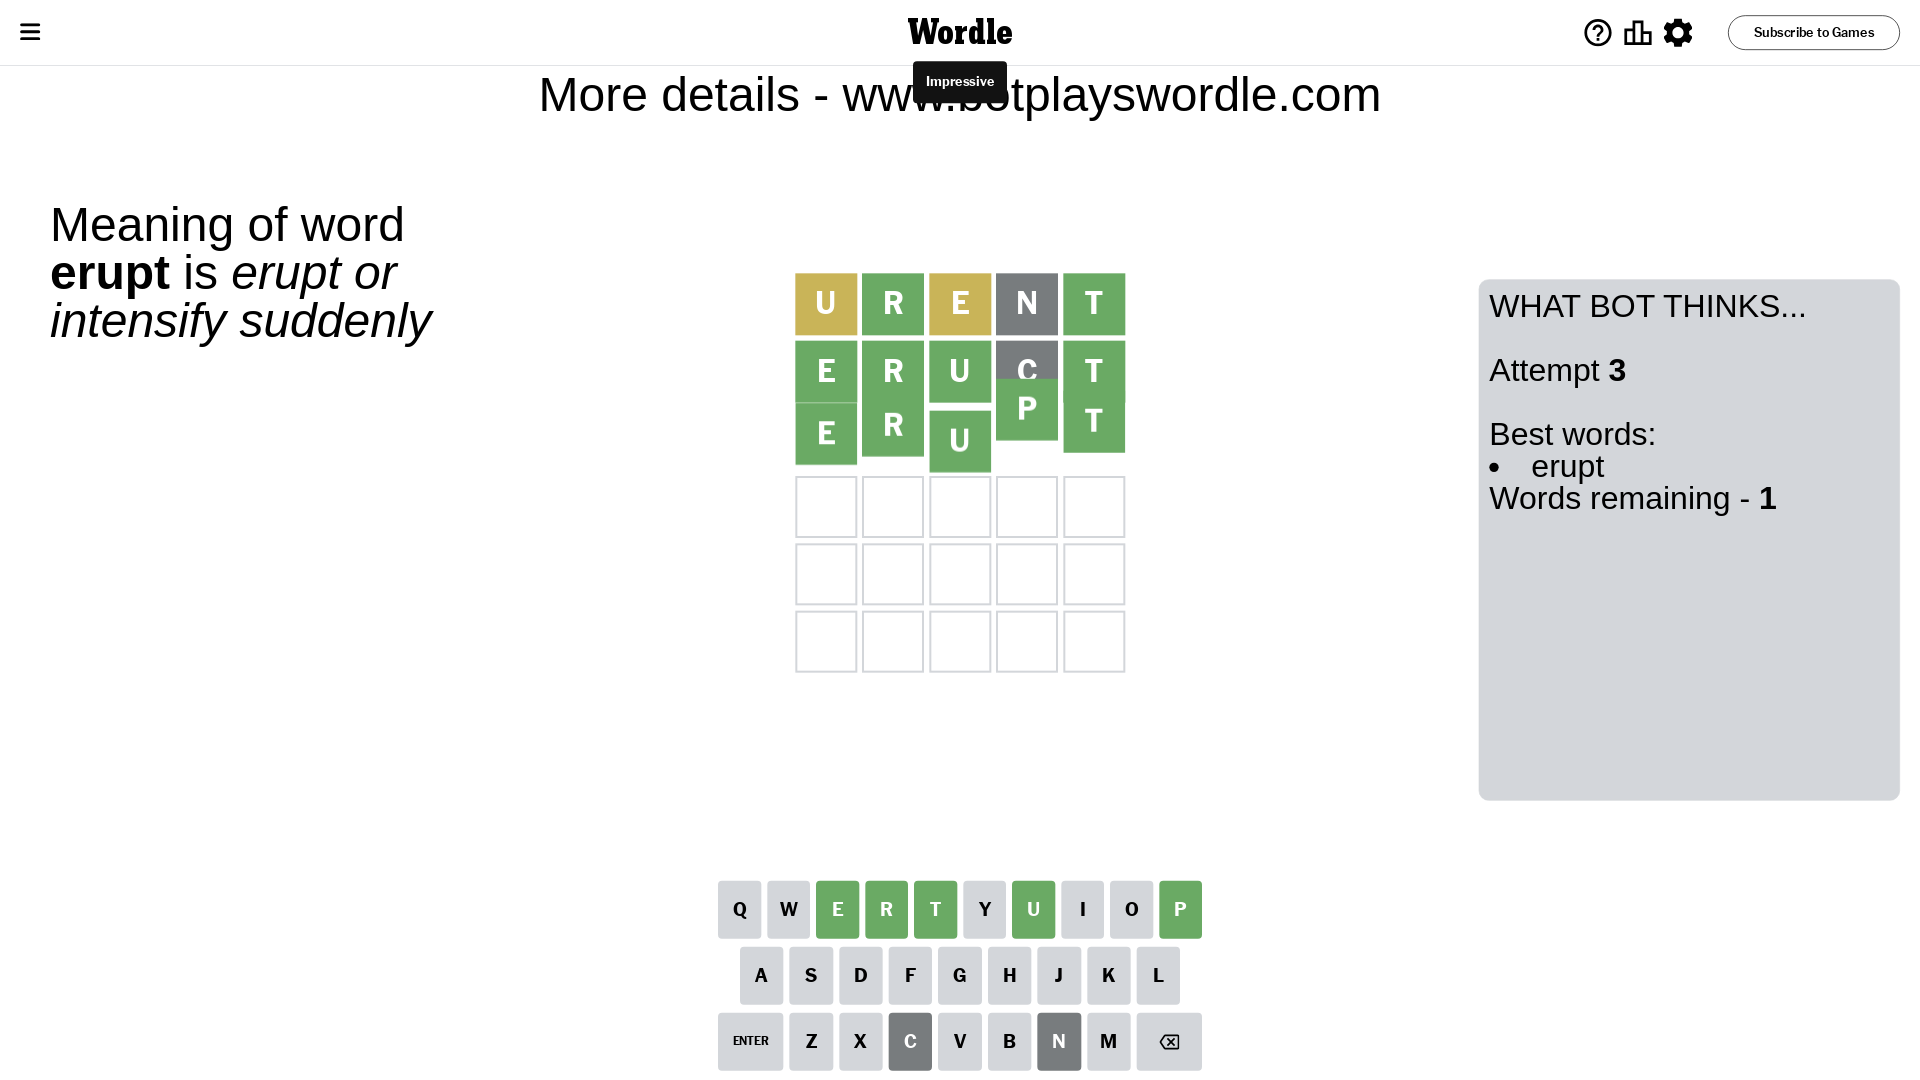 Wordle
Subscribe to Games
Impressive
More details - www.botplayswordle.com
Meaning of word
erupt is erupt or
intensify suddenly
U R E N T
E R U C T
E R U P T
WHAT BOT THINKS...
Attempt 3
Best words:
• erupt
Words remaining - 1
Q W E R T Y U I O P
A S D F G H J K L
ENTER Z X C V B N M